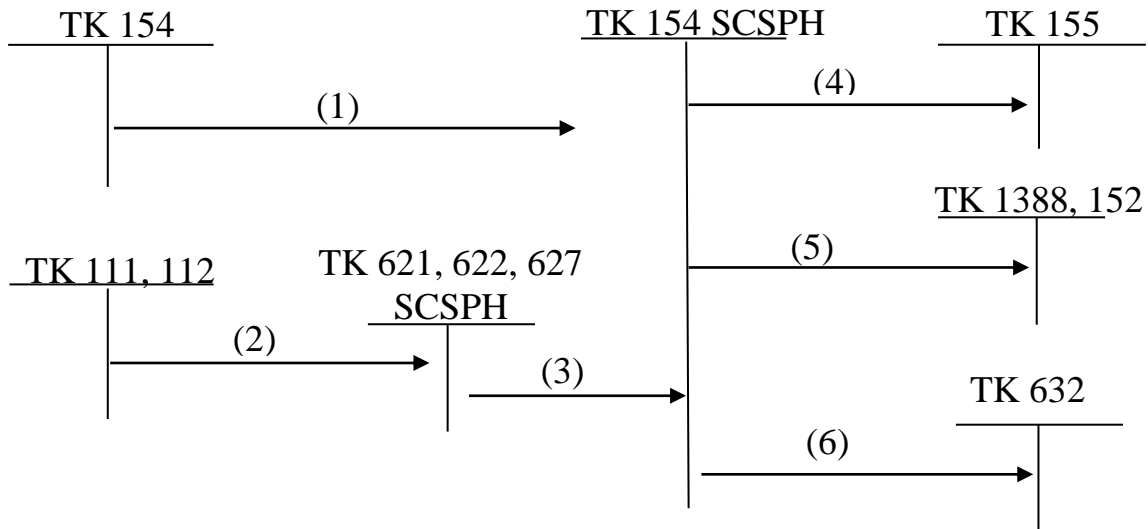 TK 154
TK 154 SCSPH
TK 155
(1)
(4)
TK 1388, 152
(5)
TK 111, 112
TK 621, 622, 627
SCSPH
(2)
(3)
TK 632
(6)